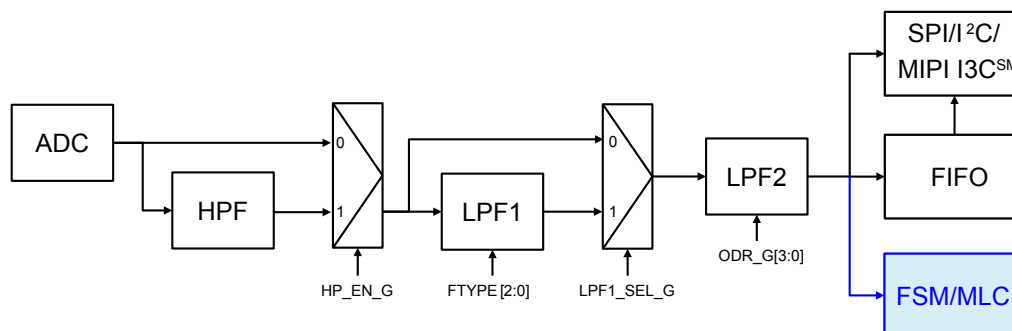 SPI/I²C/
MIPI I3C℠
ADC
0
0
HPF
1
LPF1
1
LPF2
FIFO
HP_EN_G
FTYPE [2:0]
LPF1_SEL_G
ODR_G[3:0]
FSM/MLC